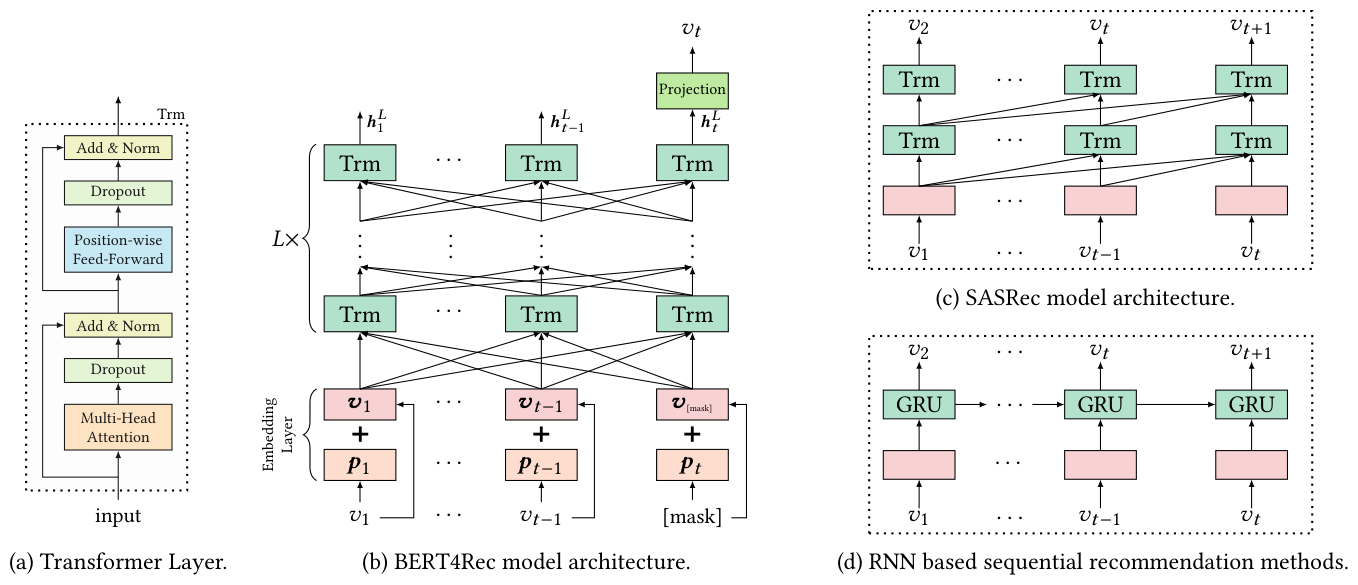 Trm
Add & Norm
Dropout
Position-wise
Feed-Forward
Add & Norm
Dropout
Multi-Head
Attention
input
(a) Transformer Layer.
v_t
Projection
h_1^L h_{t−1}^L h_t^L
Trm · · · Trm Trm
L×
Trm · · · Trm Trm
Embedding
Layer
v_1 · · · v_{t−1} v_{[mask]}
+ + +
p_1 · · · p_{t−1} p_t
v_1 · · · v_{t−1} [mask]
(b) BERT4Rec model architecture.
v_2 v_t v_{t+1}
Trm · · · Trm Trm
Trm · · · Trm Trm
· · ·
v_1 · · · v_{t−1} v_t
(c) SASRec model architecture.
v_2 · · · v_t v_{t+1}
GRU · · · GRU GRU
· · ·
v_1 · · · v_{t−1} v_t
(d) RNN based sequential recommendation methods.